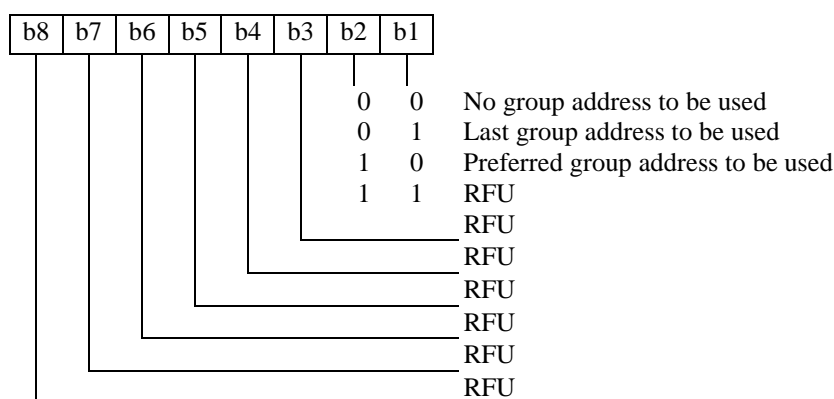 b8 b7 b6 b5 b4 b3 b2 b1
0 0 No group address to be used
0 1 Last group address to be used
1 0 Preferred group address to be used
1 1 RFU
RFU
RFU
RFU
RFU
RFU
RFU